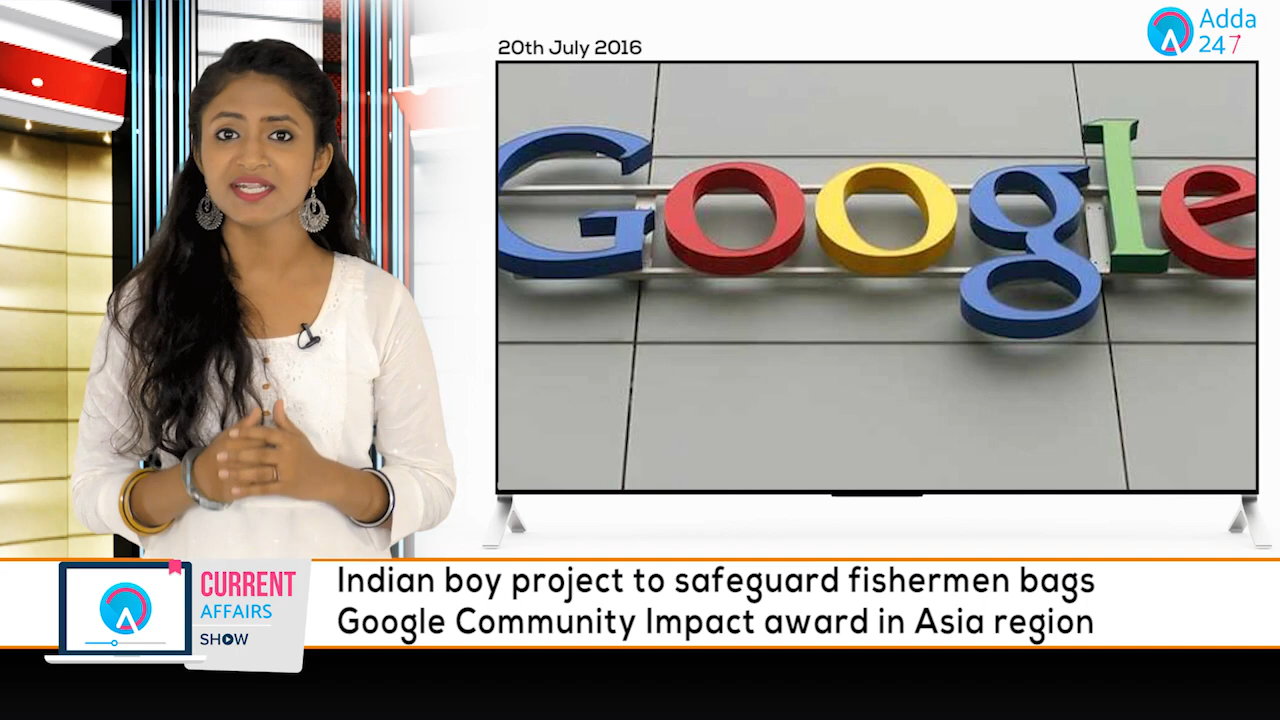 Adda
247
20th July 2016
Google
CURRENT
AFFAIRS
SHOW
Indian boy project to safeguard fishermen bags
Google Community Impact award in Asia region